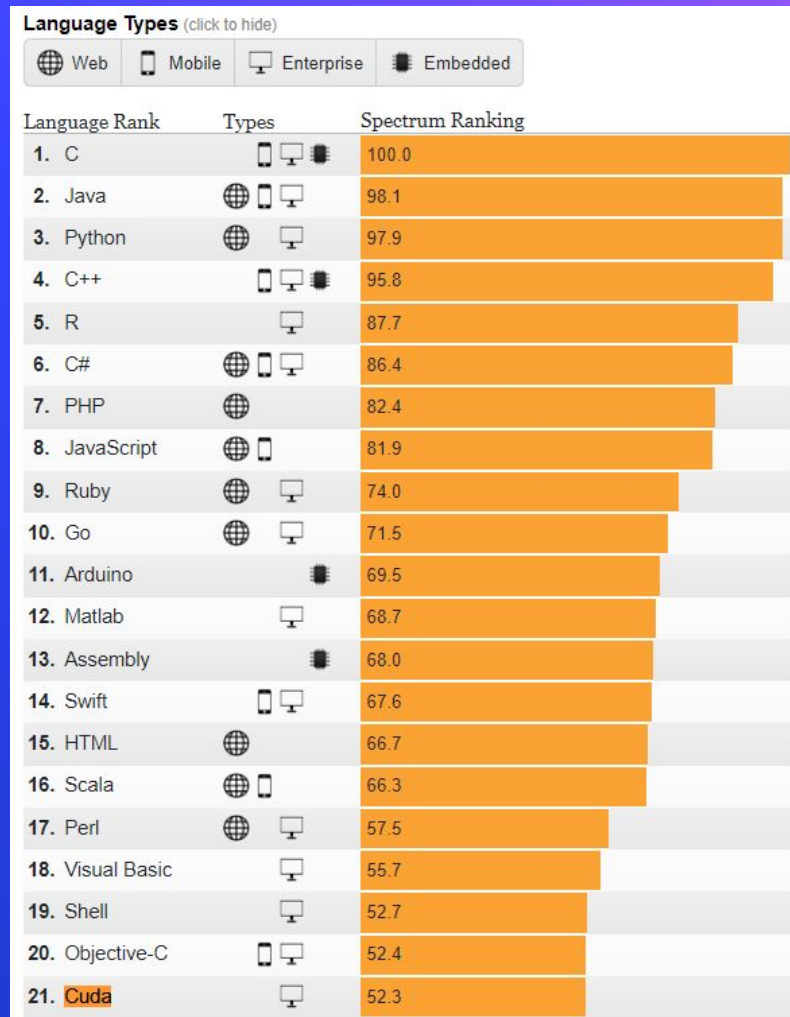 Language Types (click to hide)
Web Mobile Enterprise Embedded
Language Rank Types Spectrum Ranking
1. C 100.0
2. Java 98.1
3. Python 97.9
4. C++ 95.8
5. R 87.7
6. C# 86.4
7. PHP 82.4
8. JavaScript 81.9
9. Ruby 74.0
10. Go 71.5
11. Arduino 69.5
12. Matlab 68.7
13. Assembly 68.0
14. Swift 67.6
15. HTML 66.7
16. Scala 66.3
17. Perl 57.5
18. Visual Basic 55.7
19. Shell 52.7
20. Objective-C 52.4
21. Cuda 52.3